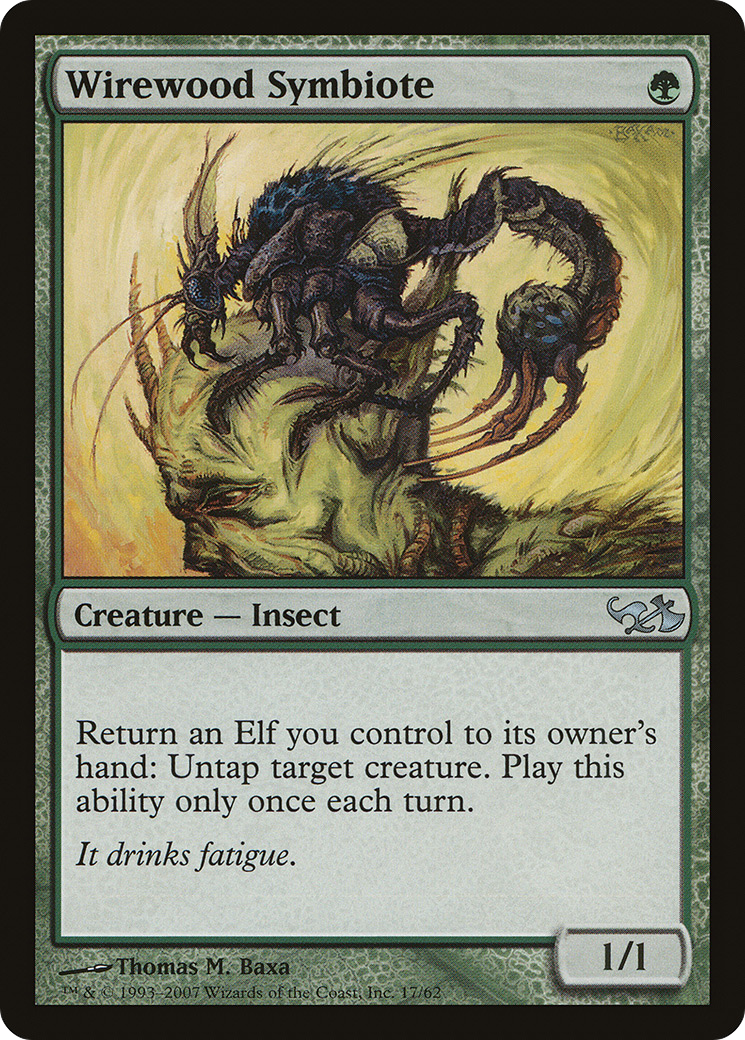 Wirewood Symbiote
·BAXA02·
Creature — Insect
Return an Elf you control to its owner's
hand: Untap target creature. Play this
ability only once each turn.
It drinks fatigue.
1/1
Thomas M. Baxa
™ & © 1993–2007 Wizards of the Coast, Inc. 17/62